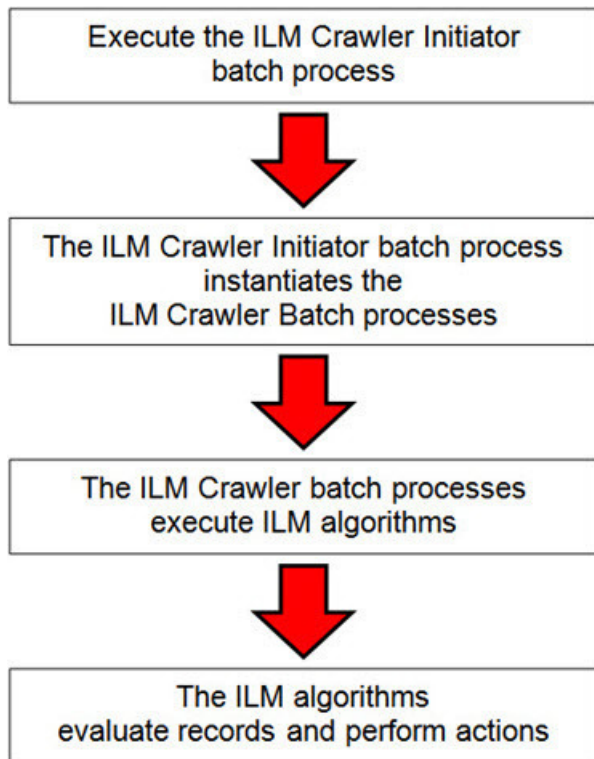 Execute the ILM Crawler Initiator
batch process
The ILM Crawler Initiator batch process
instantiates the
ILM Crawler Batch processes
The ILM Crawler batch processes
execute ILM algorithms
The ILM algorithms
evaluate records and perform actions